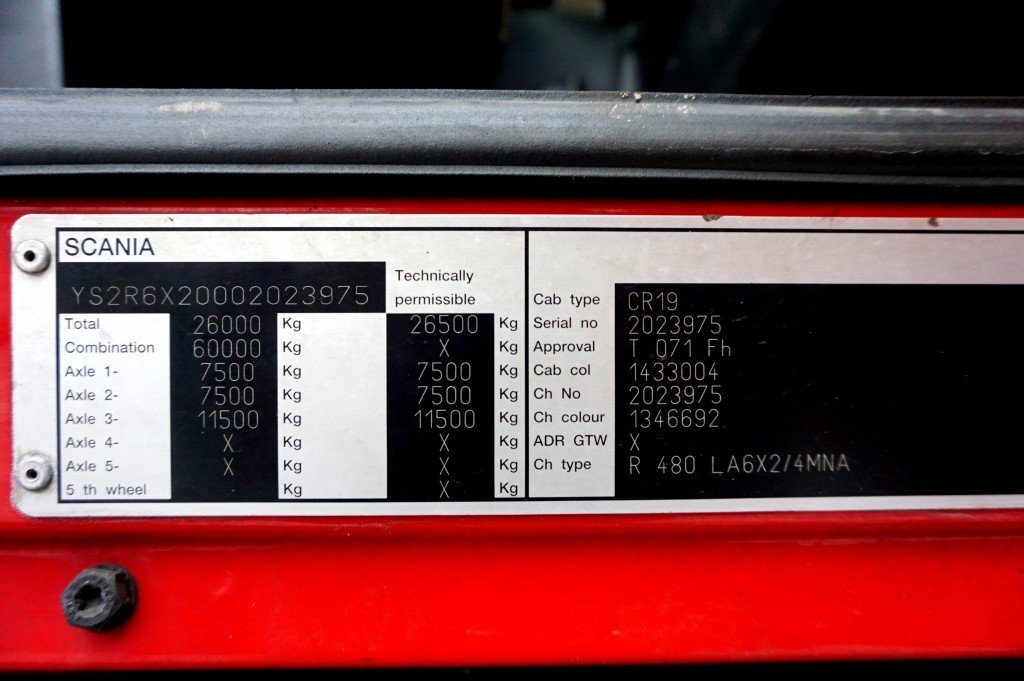 SCANIA
YS2R6X20002023975
Technically
permissible
Total 26000 Kg 26500 Kg
Combination 60000 Kg X Kg
Axle 1- 7500 Kg 7500 Kg
Axle 2- 7500 Kg 7500 Kg
Axle 3- 11500 Kg 11500 Kg
Axle 4- X Kg X Kg
Axle 5- X Kg X Kg
5 th wheel Kg X Kg
Cab type CR19
Serial no 2023975
Approval T 071 Fh
Cab col 1433004
Ch No 2023975
Ch colour 1346692
ADR GTW X
Ch type R 480 LA6X2/4MNA